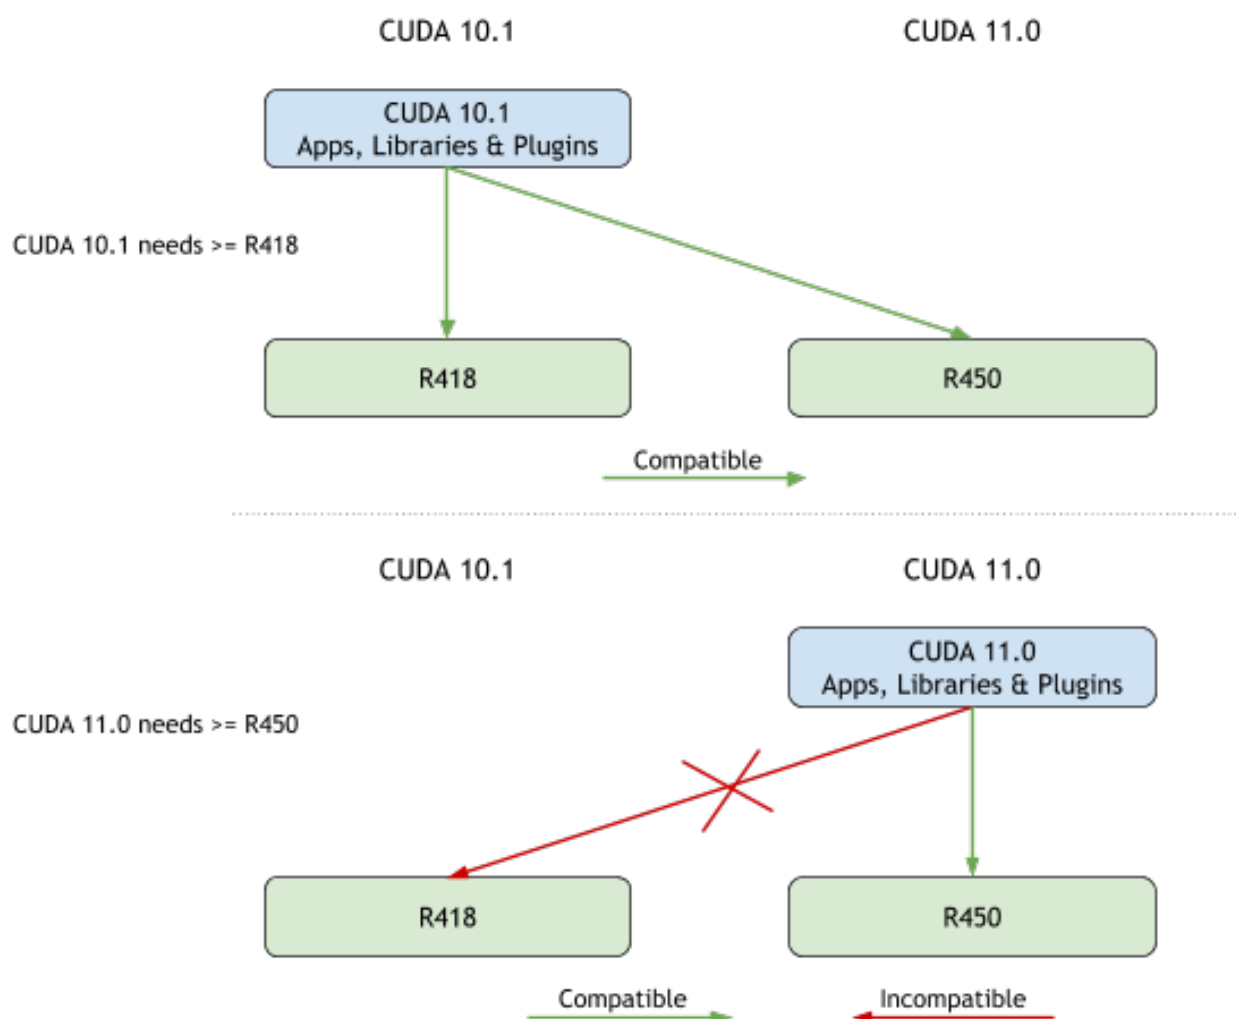 CUDA 10.1
CUDA 11.0
CUDA 10.1
Apps, Libraries & Plugins
CUDA 10.1 needs >= R418
R418
R450
Compatible
CUDA 10.1
CUDA 11.0
CUDA 11.0
Apps, Libraries & Plugins
CUDA 11.0 needs >= R450
R418
R450
Compatible
Incompatible